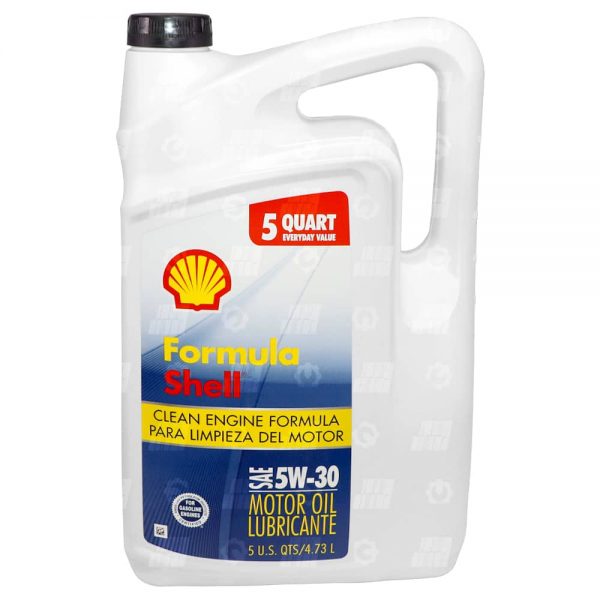 5 QUART
EVERYDAY VALUE
Formula
Shell
CLEAN ENGINE FORMULA
PARA LIMPIEZA DEL MOTOR
SAE 5W-30
MOTOR OIL
LUBRICANTE
FOR
GASOLINE
ENGINES
5 U.S. QTS/4.73 L